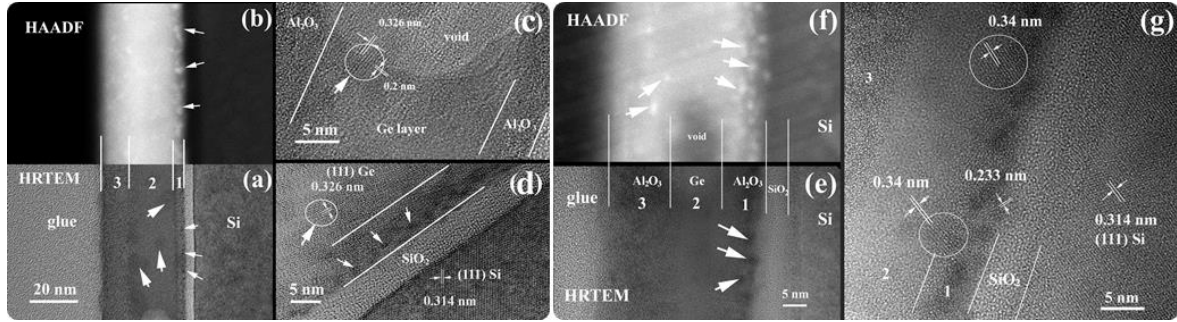 (b)
HAADF
HRTEM
3 2 1
(a)
glue
Si
20 nm
Al₂O₃
0.326 nm
void
(c)
0.2 nm
Ge layer
Al₂O₃
5 nm
(111) Ge
0.326 nm
(d)
SiO₂
(111) Si
0.314 nm
5 nm
HAADF
(f)
void
Si
glue
Al₂O₃
Ge
Al₂O₃
SiO₂
(e)
3 2 1
Si
HRTEM
5 nm
0.34 nm
(g)
3
0.34 nm
0.233 nm
0.314 nm
(111) Si
2
1
SiO₂
5 nm